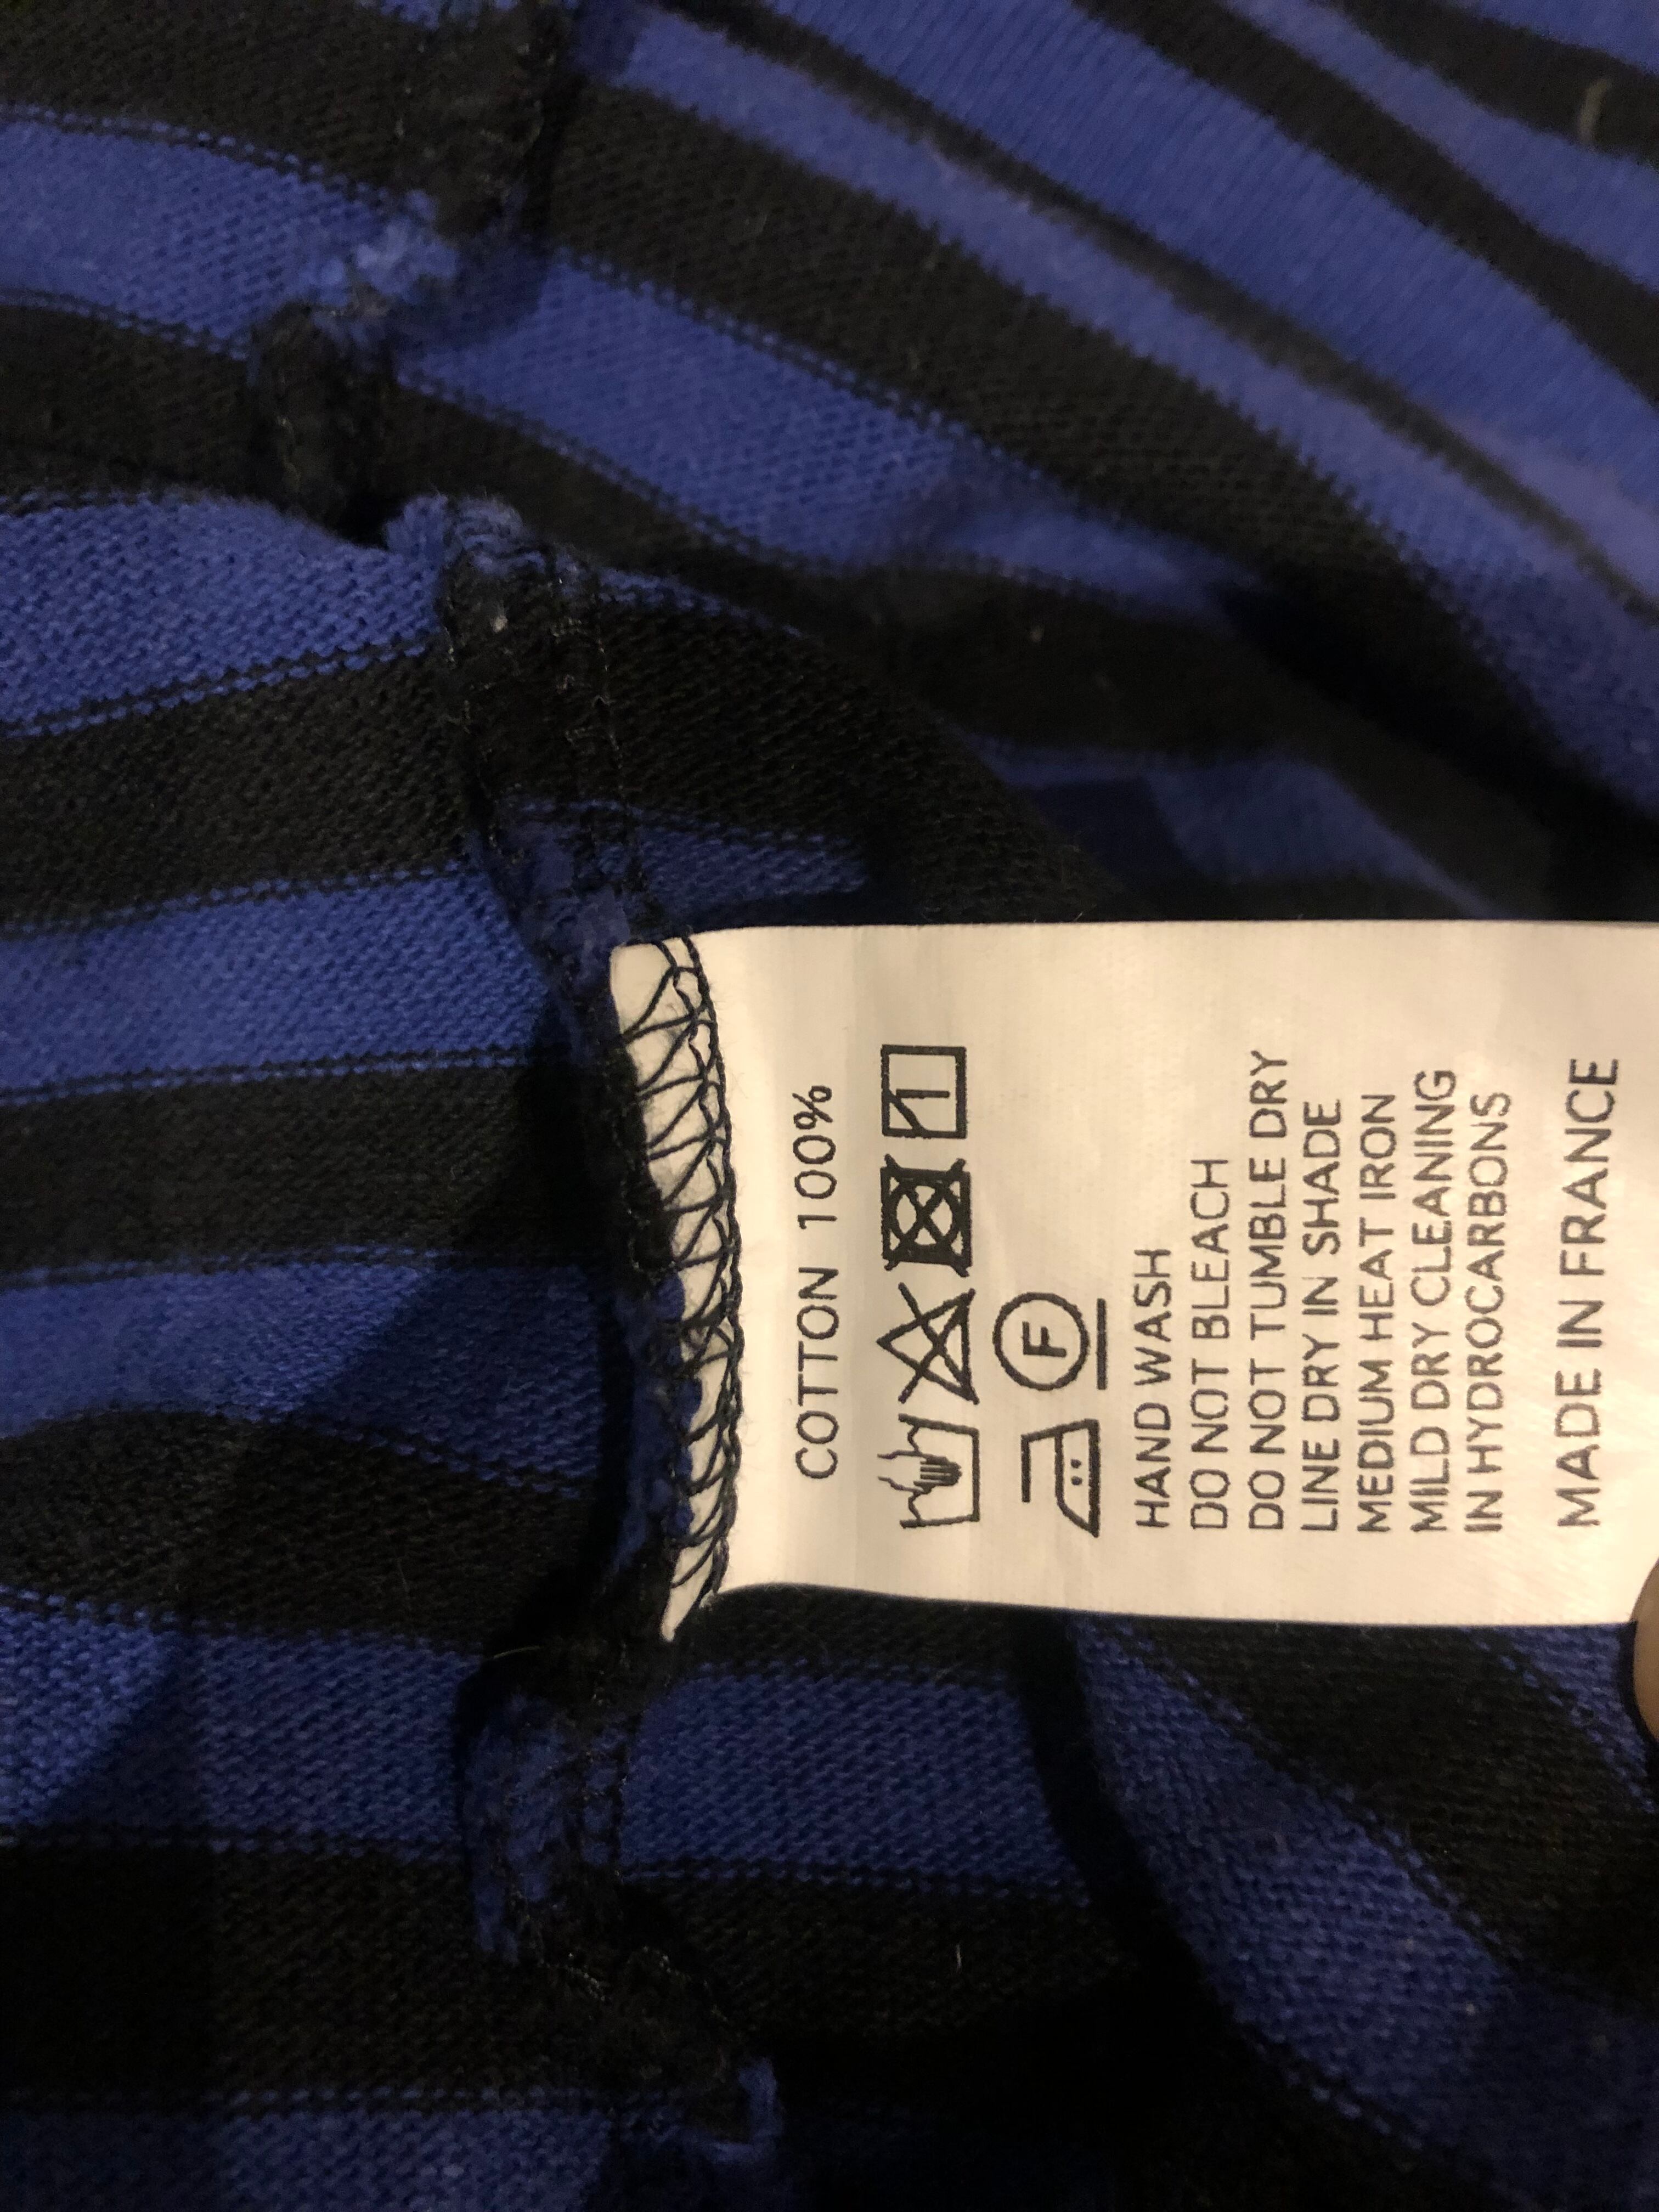 COTTON 100%
F
HAND WASH
DO NOT BLEACH
DO NOT TUMBLE DRY
LINE DRY IN SHADE
MEDIUM HEAT IRON
MILD DRY CLEANING
IN HYDROCARBONS
MADE IN FRANCE